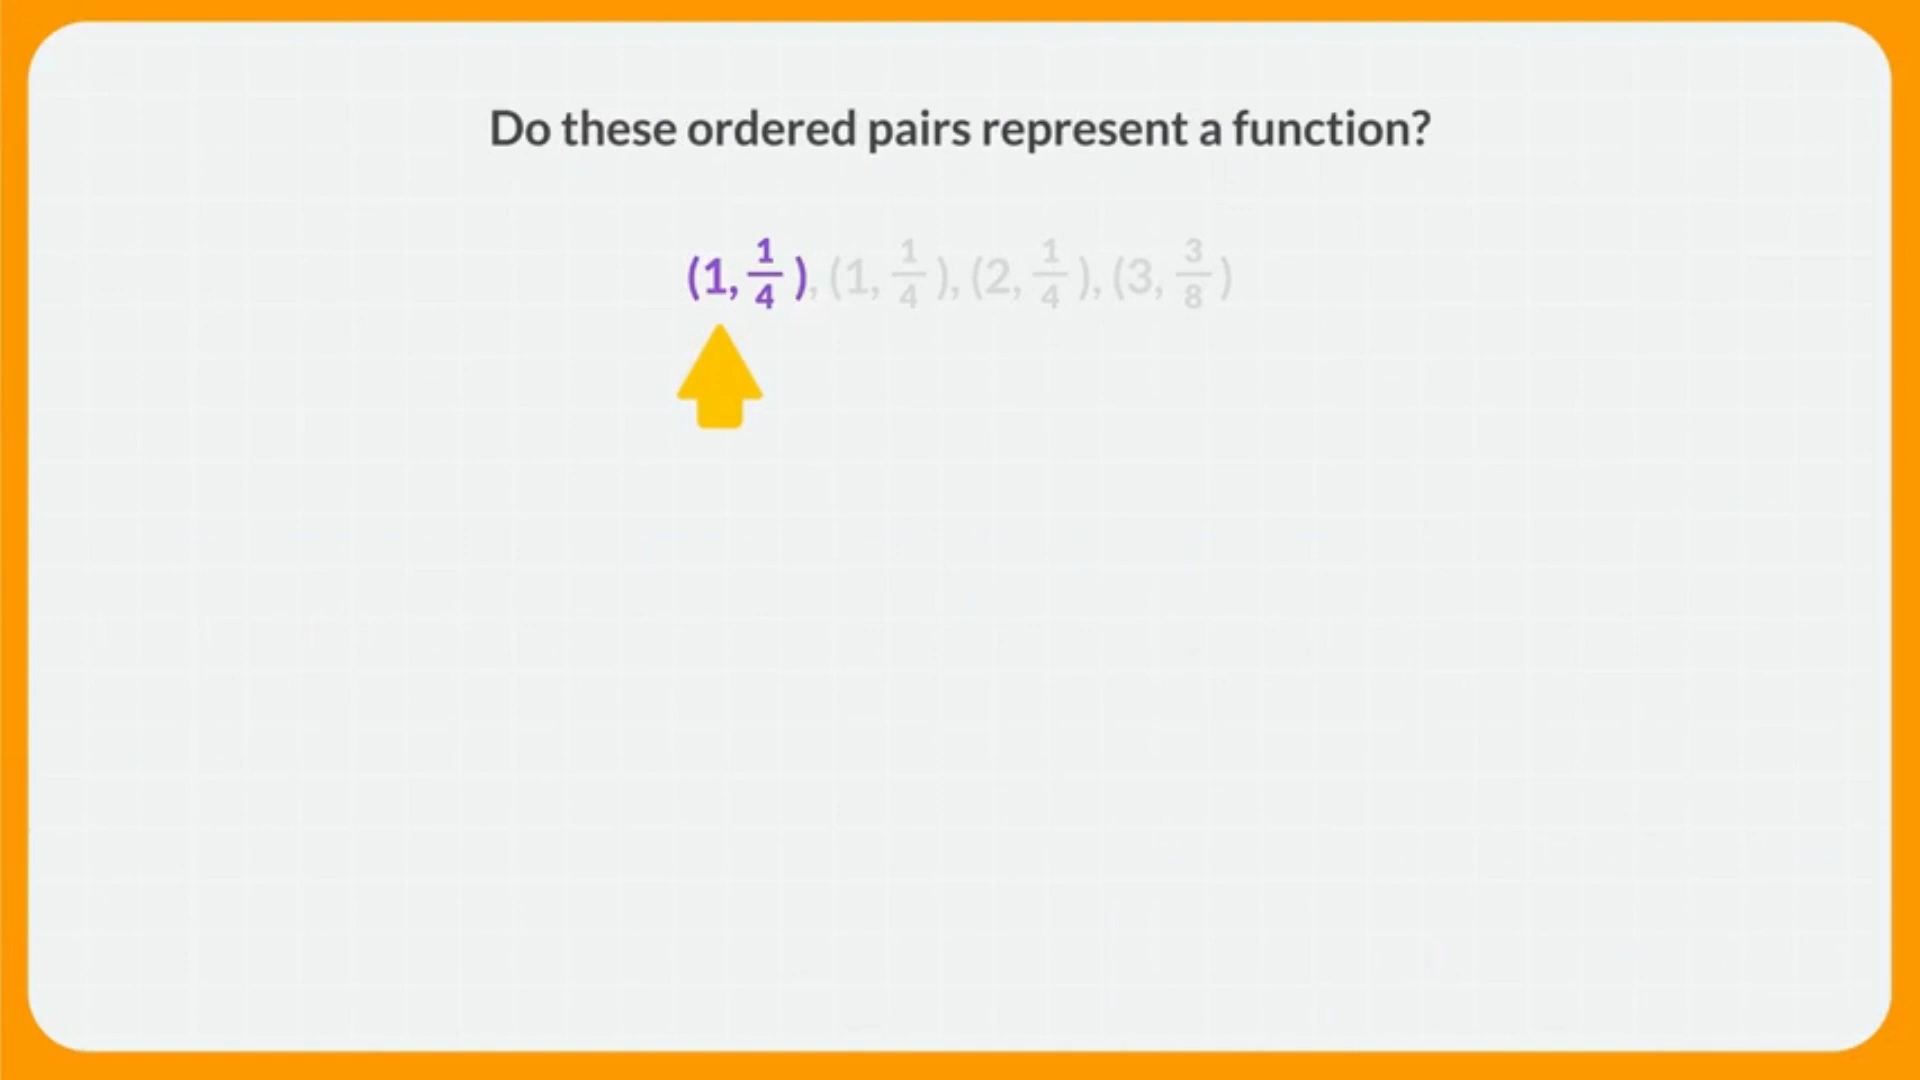 Do these ordered pairs represent a function?
(1, 1/4), (1, 1/4), (2, 1/4), (3, 3/8)